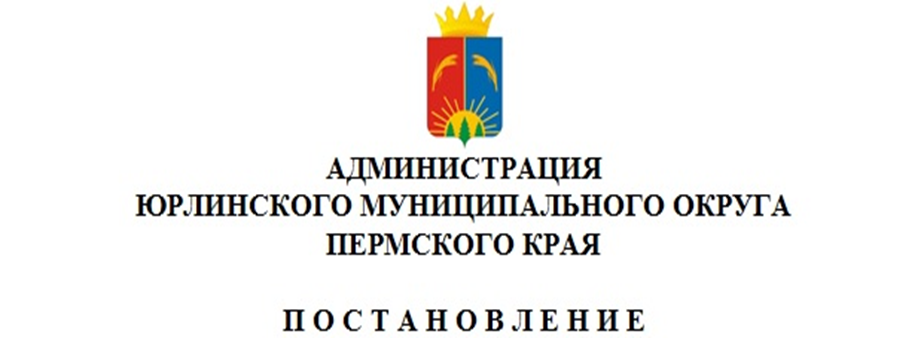 АДМИНИСТРАЦИЯ
ЮРЛИНСКОГО МУНИЦИПАЛЬНОГО ОКРУГА
ПЕРМСКОГО КРАЯ
П О С Т А Н О В Л Е Н И Е